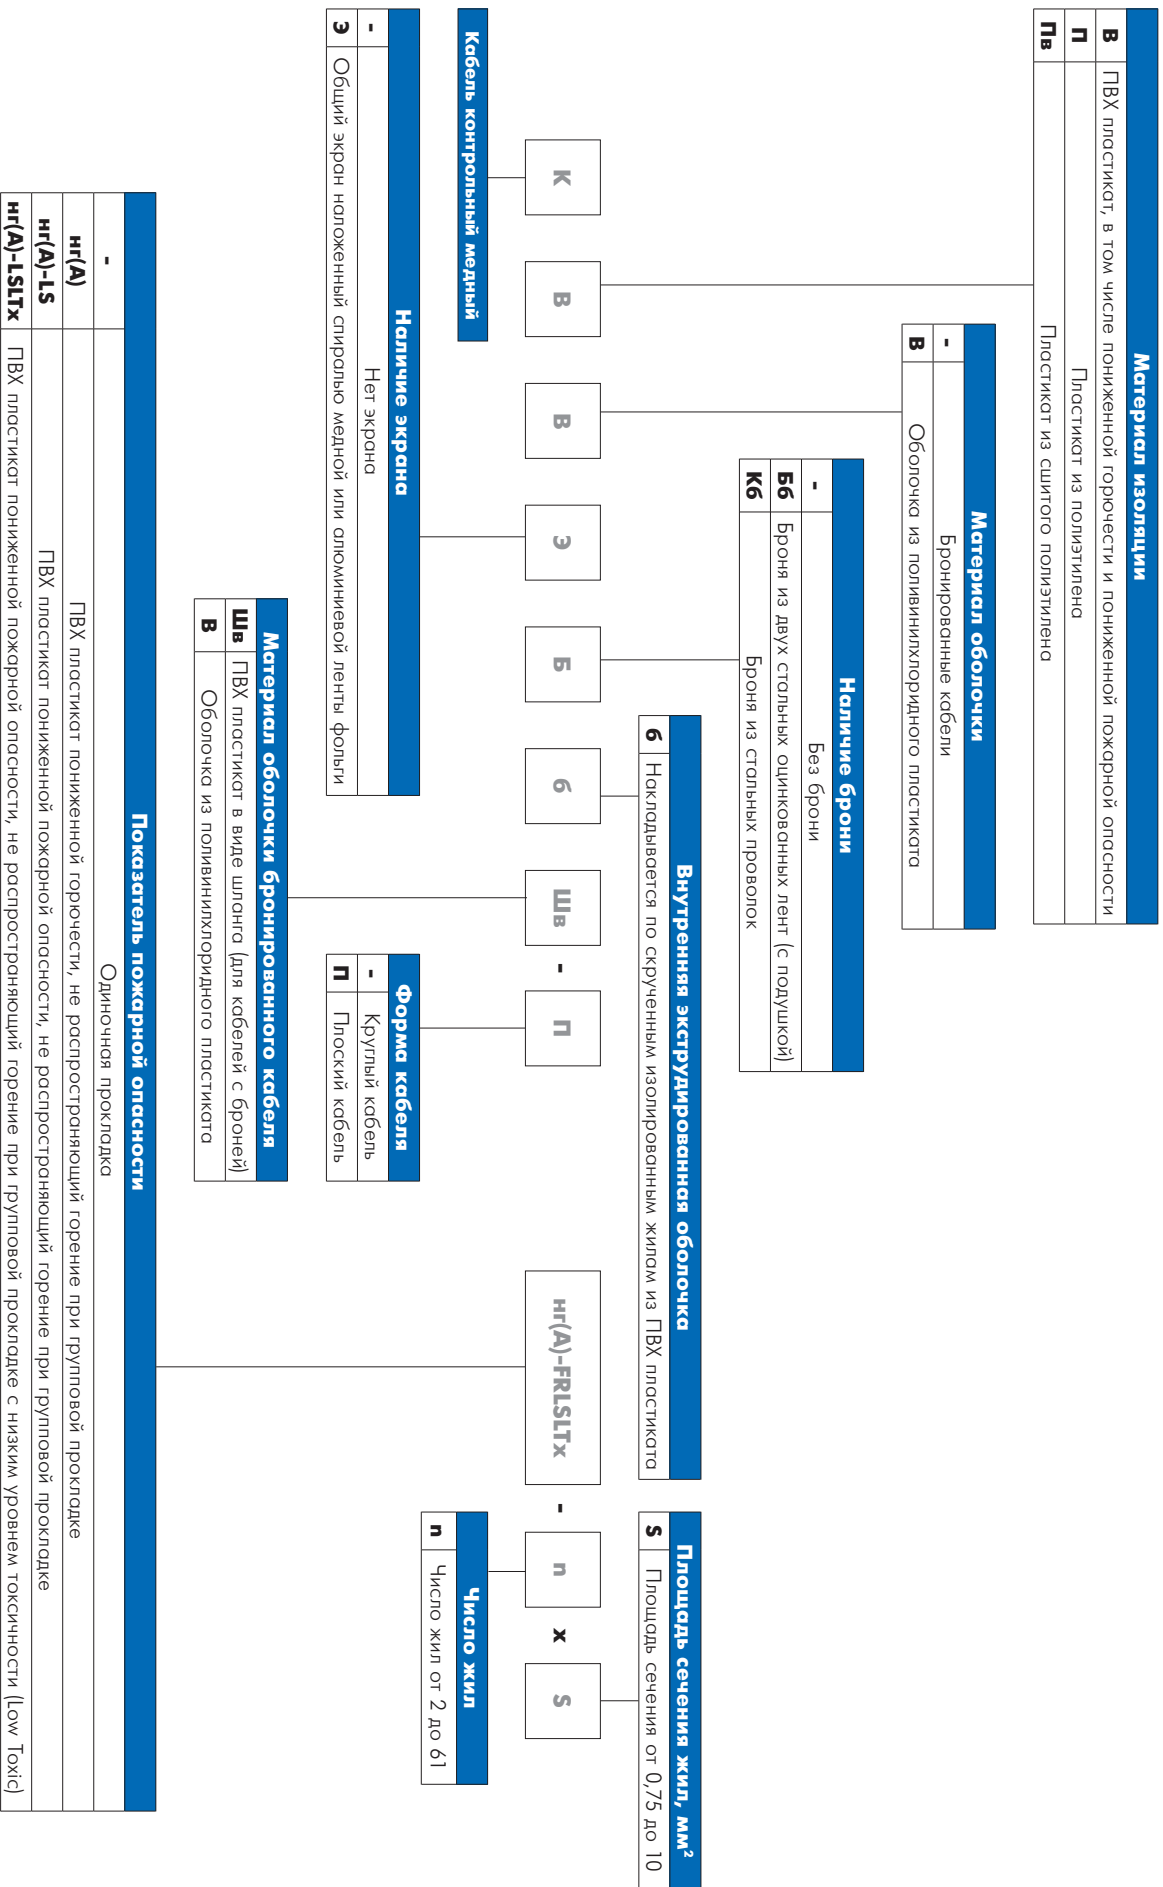 Материал изоляции
В ПВХ пластикат, в том числе пониженной горючести и пониженной пожарной опасности
П Пластикат из полиэтилена
Пв Пластикат из сшитого полиэтилена
Материал оболочки
- Бронированные кабели
В Оболочка из поливинилхлоридного пластиката
Наличие брони
- Без брони
Бб Броня из двух стальных оцинкованных лент (с подушкой)
Кб Броня из стальных проволок
Внутренняя экструдированная оболочка
б Накладывается по скрученным изолированным жилам из ПВХ пластиката
Площадь сечения жил, мм²
S Площадь сечения от 0,75 до 10
К В В Э Б б Шв - П нг(А)-FRLSLTx - n x S
Кабель контрольный медный
Наличие экрана
- Нет экрана
Э Общий экран наложенный спиралью медной или алюминиевой ленты фольги
Форма кабеля
- Круглый кабель
П Плоский кабель
Число жил
n Число жил от 2 до 61
Материал оболочки бронированного кабеля
Шв ПВХ пластикат в виде шланга (для кабелей с броней)
В Оболочка из поливинилхлоридного пластиката
Показатель пожарной опасности
- Одиночная прокладка
нг(А) ПВХ пластикат пониженной горючести, не распространяющий горение при групповой прокладке
нг(А)-LS ПВХ пластикат пониженной пожарной опасности, не распространяющий горение при групповой прокладке
нг(А)-LSLTx ПВХ пластикат пониженной пожарной опасности, не распространяющий горение при групповой прокладке с низким уровнем токсичности (Low Toxic)